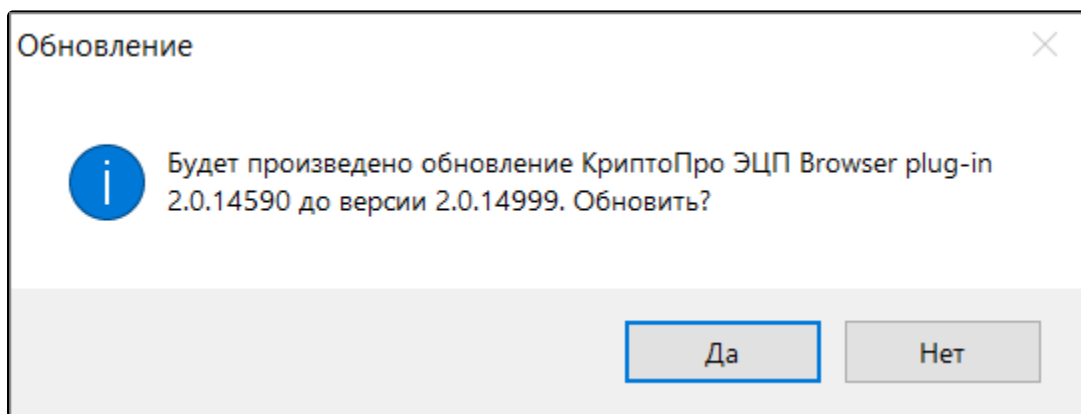 Обновление
Будет произведено обновление КриптоПро ЭЦП Browser plug-in
2.0.14590 до версии 2.0.14999. Обновить?
Да
Нет